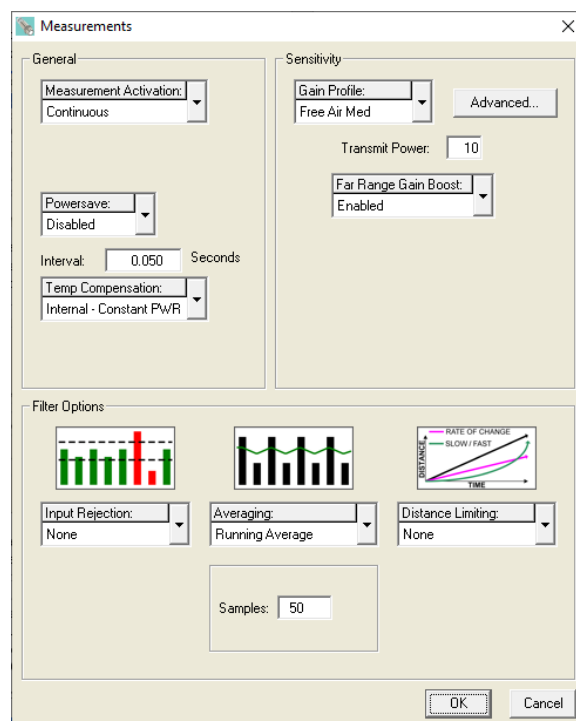 Measurements
General
Measurement Activation:
Continuous
Powersave:
Disabled
Interval: 0.050 Seconds
Temp Compensation:
Internal - Constant PWR
Sensitivity
Gain Profile:
Free Air Med
Advanced...
Transmit Power: 10
Far Range Gain Boost:
Enabled
Filter Options
DISTANCE
RATE OF CHANGE
SLOW / FAST
TIME
Input Rejection:
None
Averaging:
Running Average
Distance Limiting:
None
Samples: 50
OK
Cancel